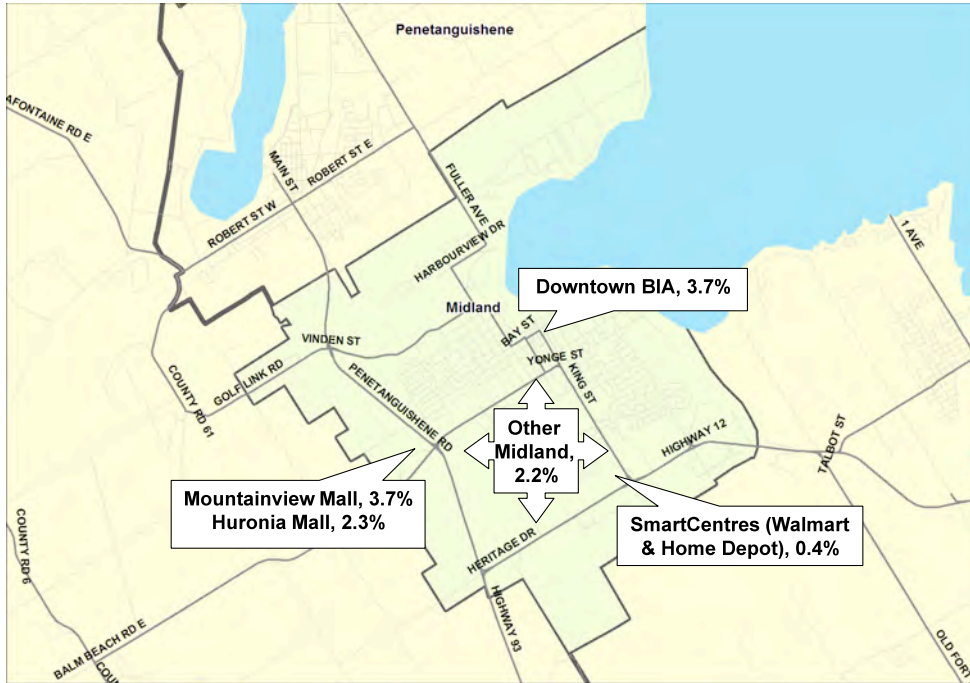 Penetanguishene
AFONTAINE RD E
MAIN ST
ROBERT ST E
ROBERT ST W
FULLER AVE
HARBOURVIEW DR
1 AVE
Downtown BIA, 3.7%
Midland
BAY ST
VINDEN ST
YONGE ST
GOLF LINK RD
PENETANGUISHENE RD
KING ST
COUNTY RD 61
Other
Midland,
2.2%
HIGHWAY 12
TALBOT ST
Mountainview Mall, 3.7%
Huronia Mall, 2.3%
SmartCentres (Walmart
& Home Depot), 0.4%
COUNTY RD 6
HERITAGE DR
HIGHWAY 93
BALM BEACH RD E
COUN
OLD FORT